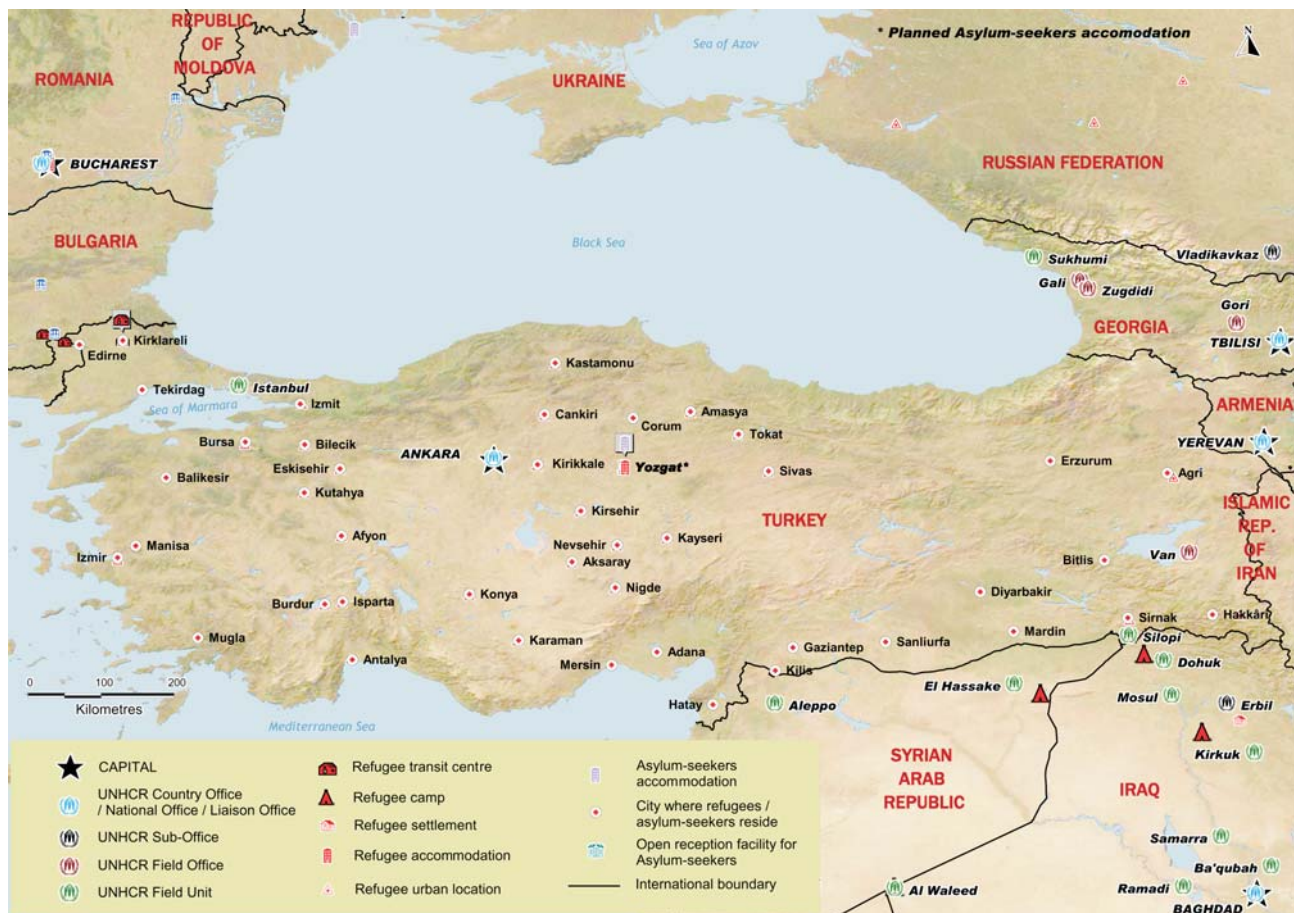 REPUBLIC
OF
MOLDOVA
* Planned Asylum-seekers accomodation
N
Sea of Azov
ROMANIA
UKRAINE
BUCHAREST
RUSSIAN FEDERATION
BULGARIA
Black Sea
Sukhumi
Vladikavkaz
Gali
Zugdidi
Gori
GEORGIA
TBILISI
Kirklareli
Edirne
Kastamonu
Tekirdag
Istanbul
Sea of Marmara
Izmit
Cankiri
Corum
Amasya
ARMENIA
Tokat
Bursa
Bilecik
YEREVAN
ANKARA
Eskisehir
Kirikkale
Yozgat*
Sivas
Erzurum
Agri
Balikesir
Kutahya
ISLAMIC
REP.
OF
IRAN
Kirsehir
TURKEY
Afyon
Manisa
Nevsehir
Kayseri
Izmir
Aksaray
Bitlis
Van
Nigde
Konya
Diyarbakir
Burdur
Isparta
Mugla
Karaman
Mardin
Sirnak
Hakkâri
Silopi
Antalya
Mersin
Adana
Gaziantep
Sanliurfa
Kilis
Dohuk
0 100 200
Kilometres
El Hassake
Mosul
Hatay
Aleppo
Erbil
Mediterranean Sea
Kirkuk
SYRIAN
ARAB
REPUBLIC
IRAQ
Samarra
Ba'qubah
Al Waleed
Ramadi
BAGHDAD
CAPITAL
UNHCR Country Office
/ National Office / Liaison Office
UNHCR Sub-Office
UNHCR Field Office
UNHCR Field Unit
Refugee transit centre
Refugee camp
Refugee settlement
Refugee accommodation
Refugee urban location
Asylum-seekers
accommodation
City where refugees /
asylum-seekers reside
Open reception facility for
Asylum-seekers
International boundary